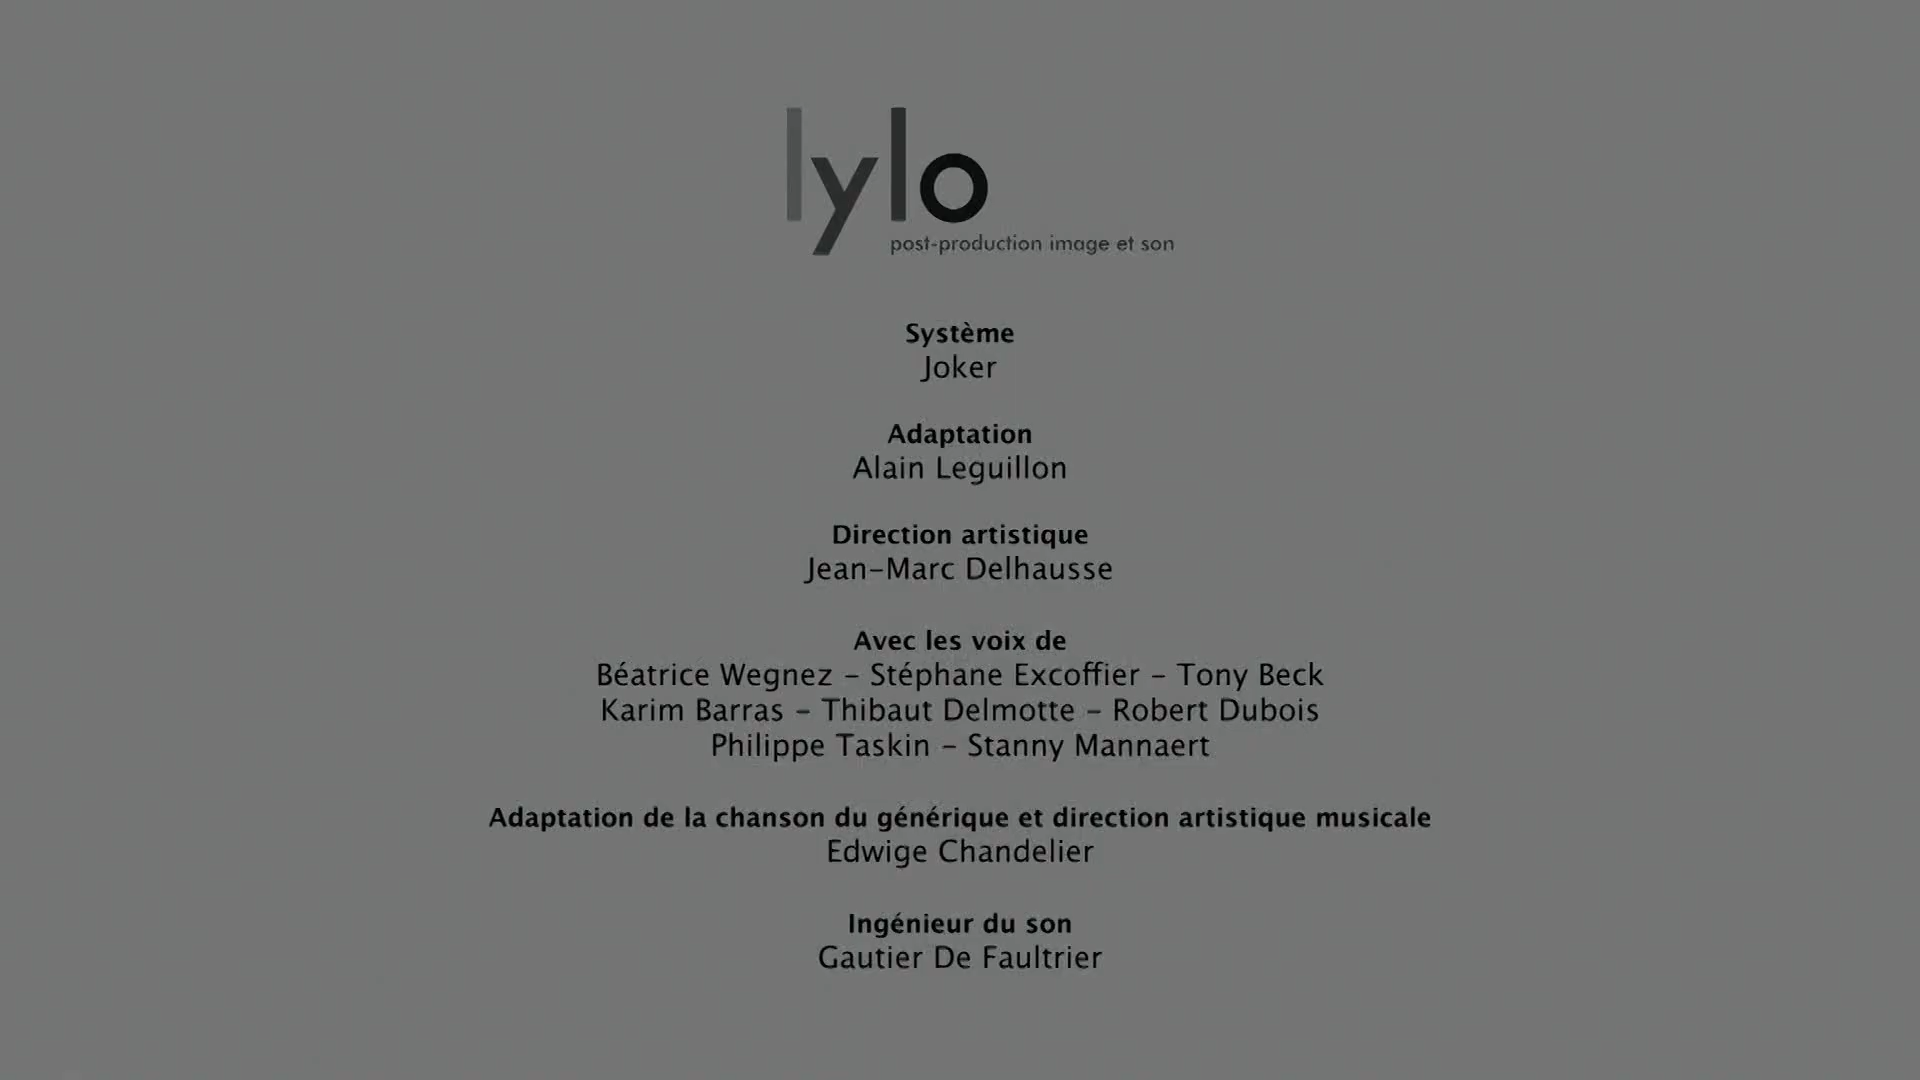 lylo
post-production image et son
Système
Joker
Adaptation
Alain Leguillon
Direction artistique
Jean-Marc Delhausse
Avec les voix de
Béatrice Wegnez - Stéphane Excoffier - Tony Beck
Karim Barras - Thibaut Delmotte - Robert Dubois
Philippe Taskin - Stanny Mannaert
Adaptation de la chanson du générique et direction artistique musicale
Edwige Chandelier
Ingénieur du son
Gautier De Faultrier